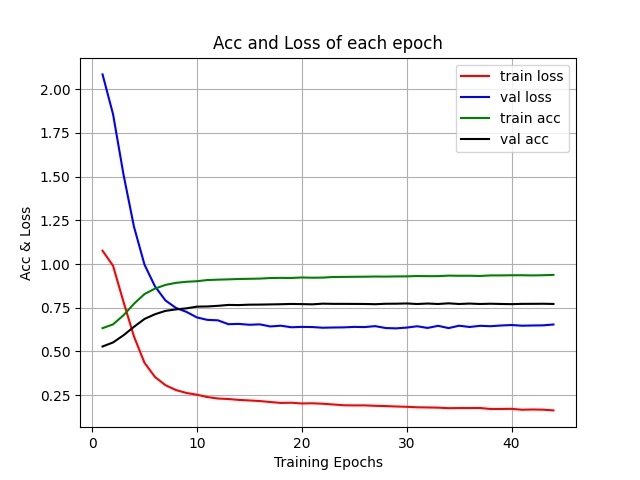 Acc and Loss of each epoch
train loss
val loss
train acc
val acc
2.00
1.75
1.50
1.25
1.00
0.75
0.50
0.25
Acc & Loss
0 10 20 30 40
Training Epochs